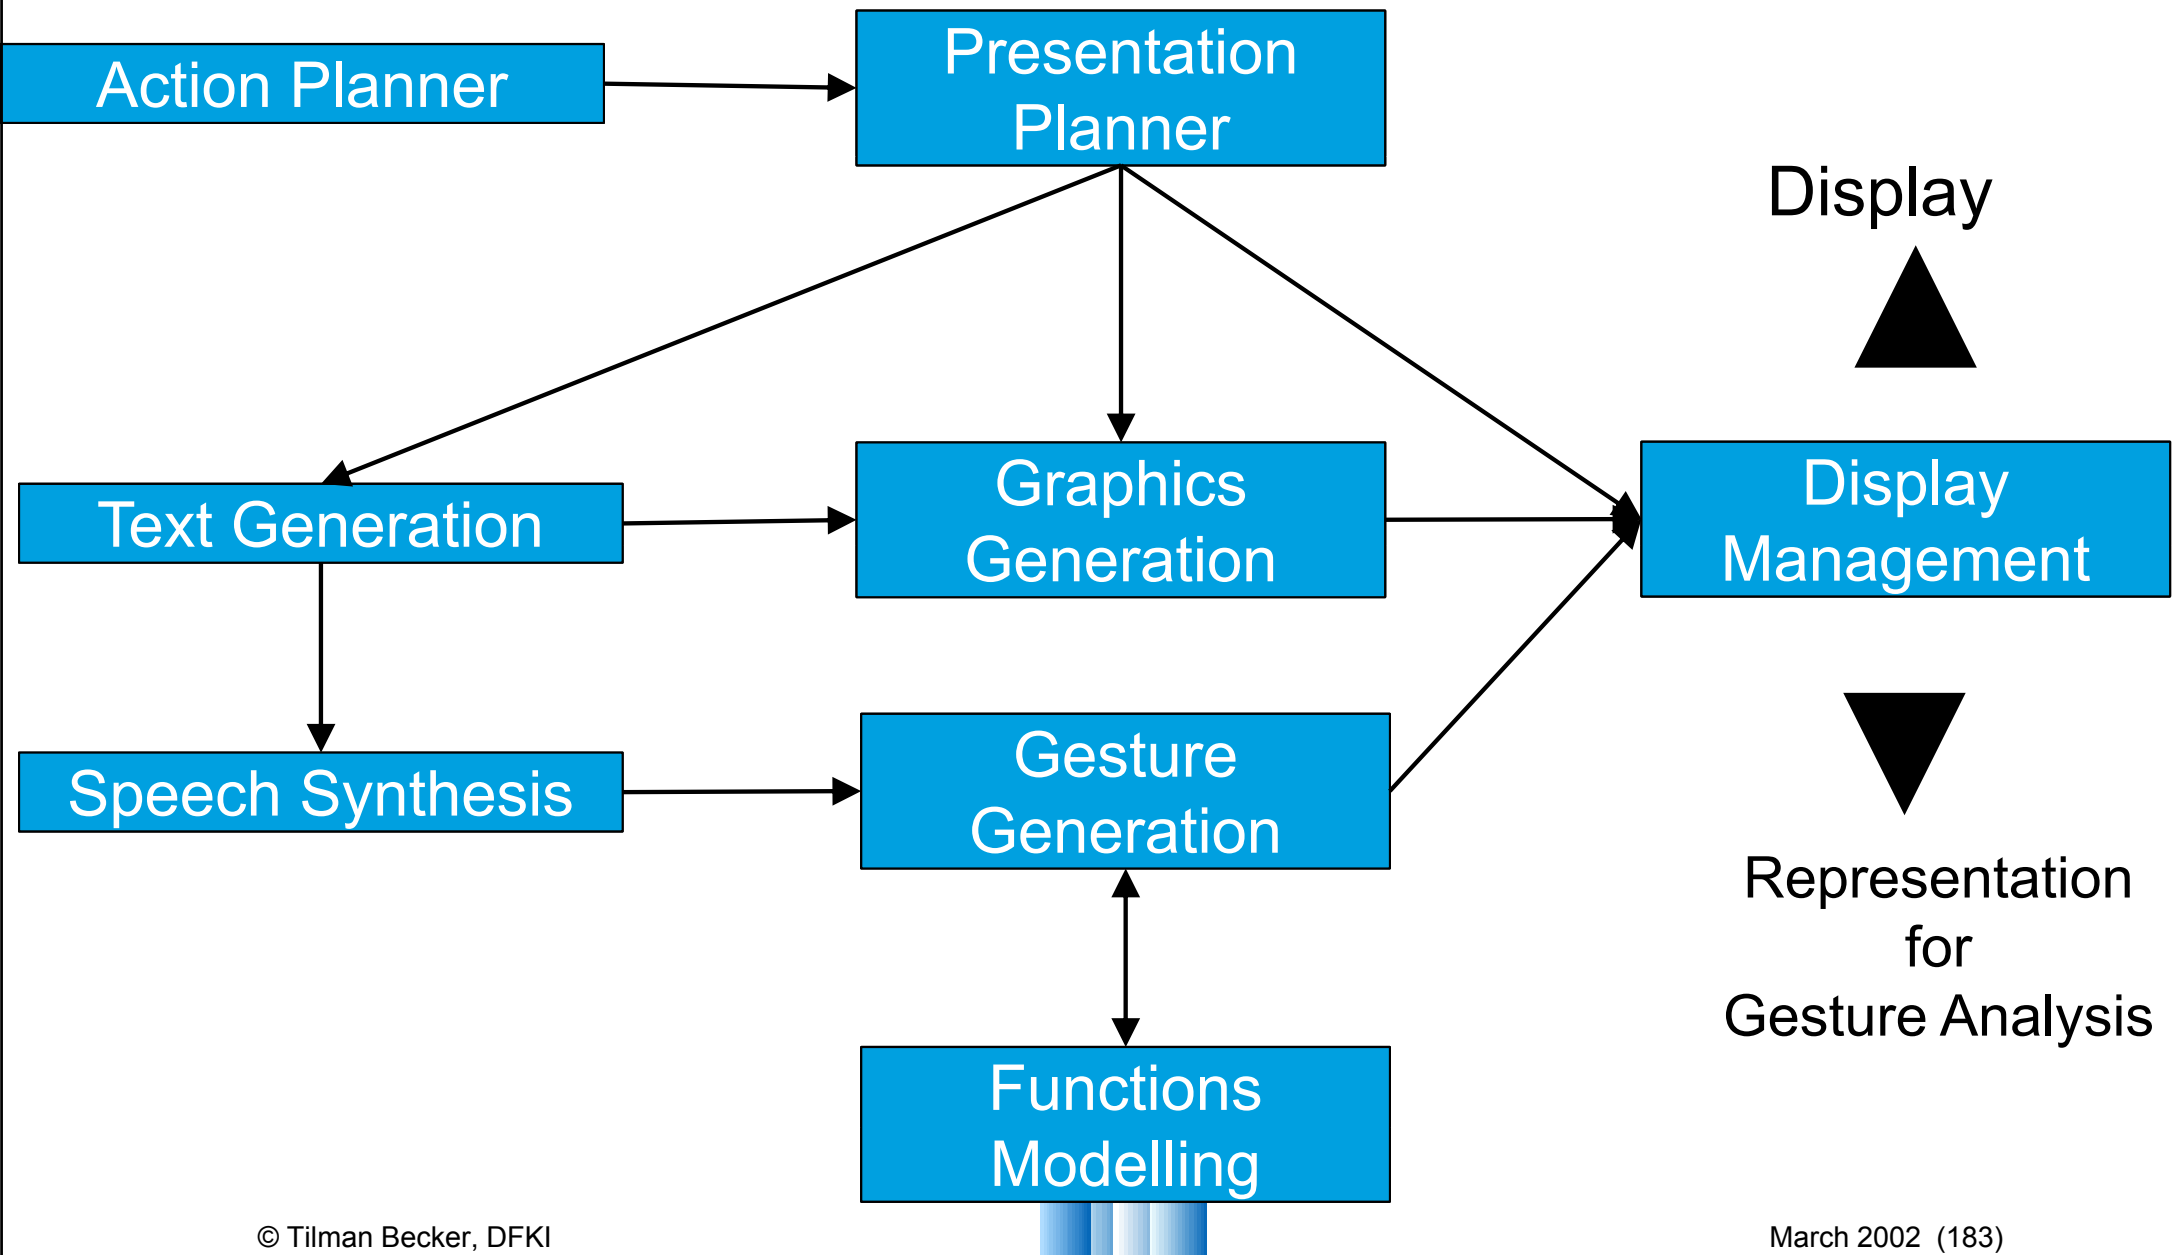 Action Planner
Presentation
Planner
Display
Text Generation
Graphics
Generation
Display
Management
Speech Synthesis
Gesture
Generation
Representation
for
Gesture Analysis
Functions
Modelling
© Tilman Becker, DFKI
March 2002 (183)